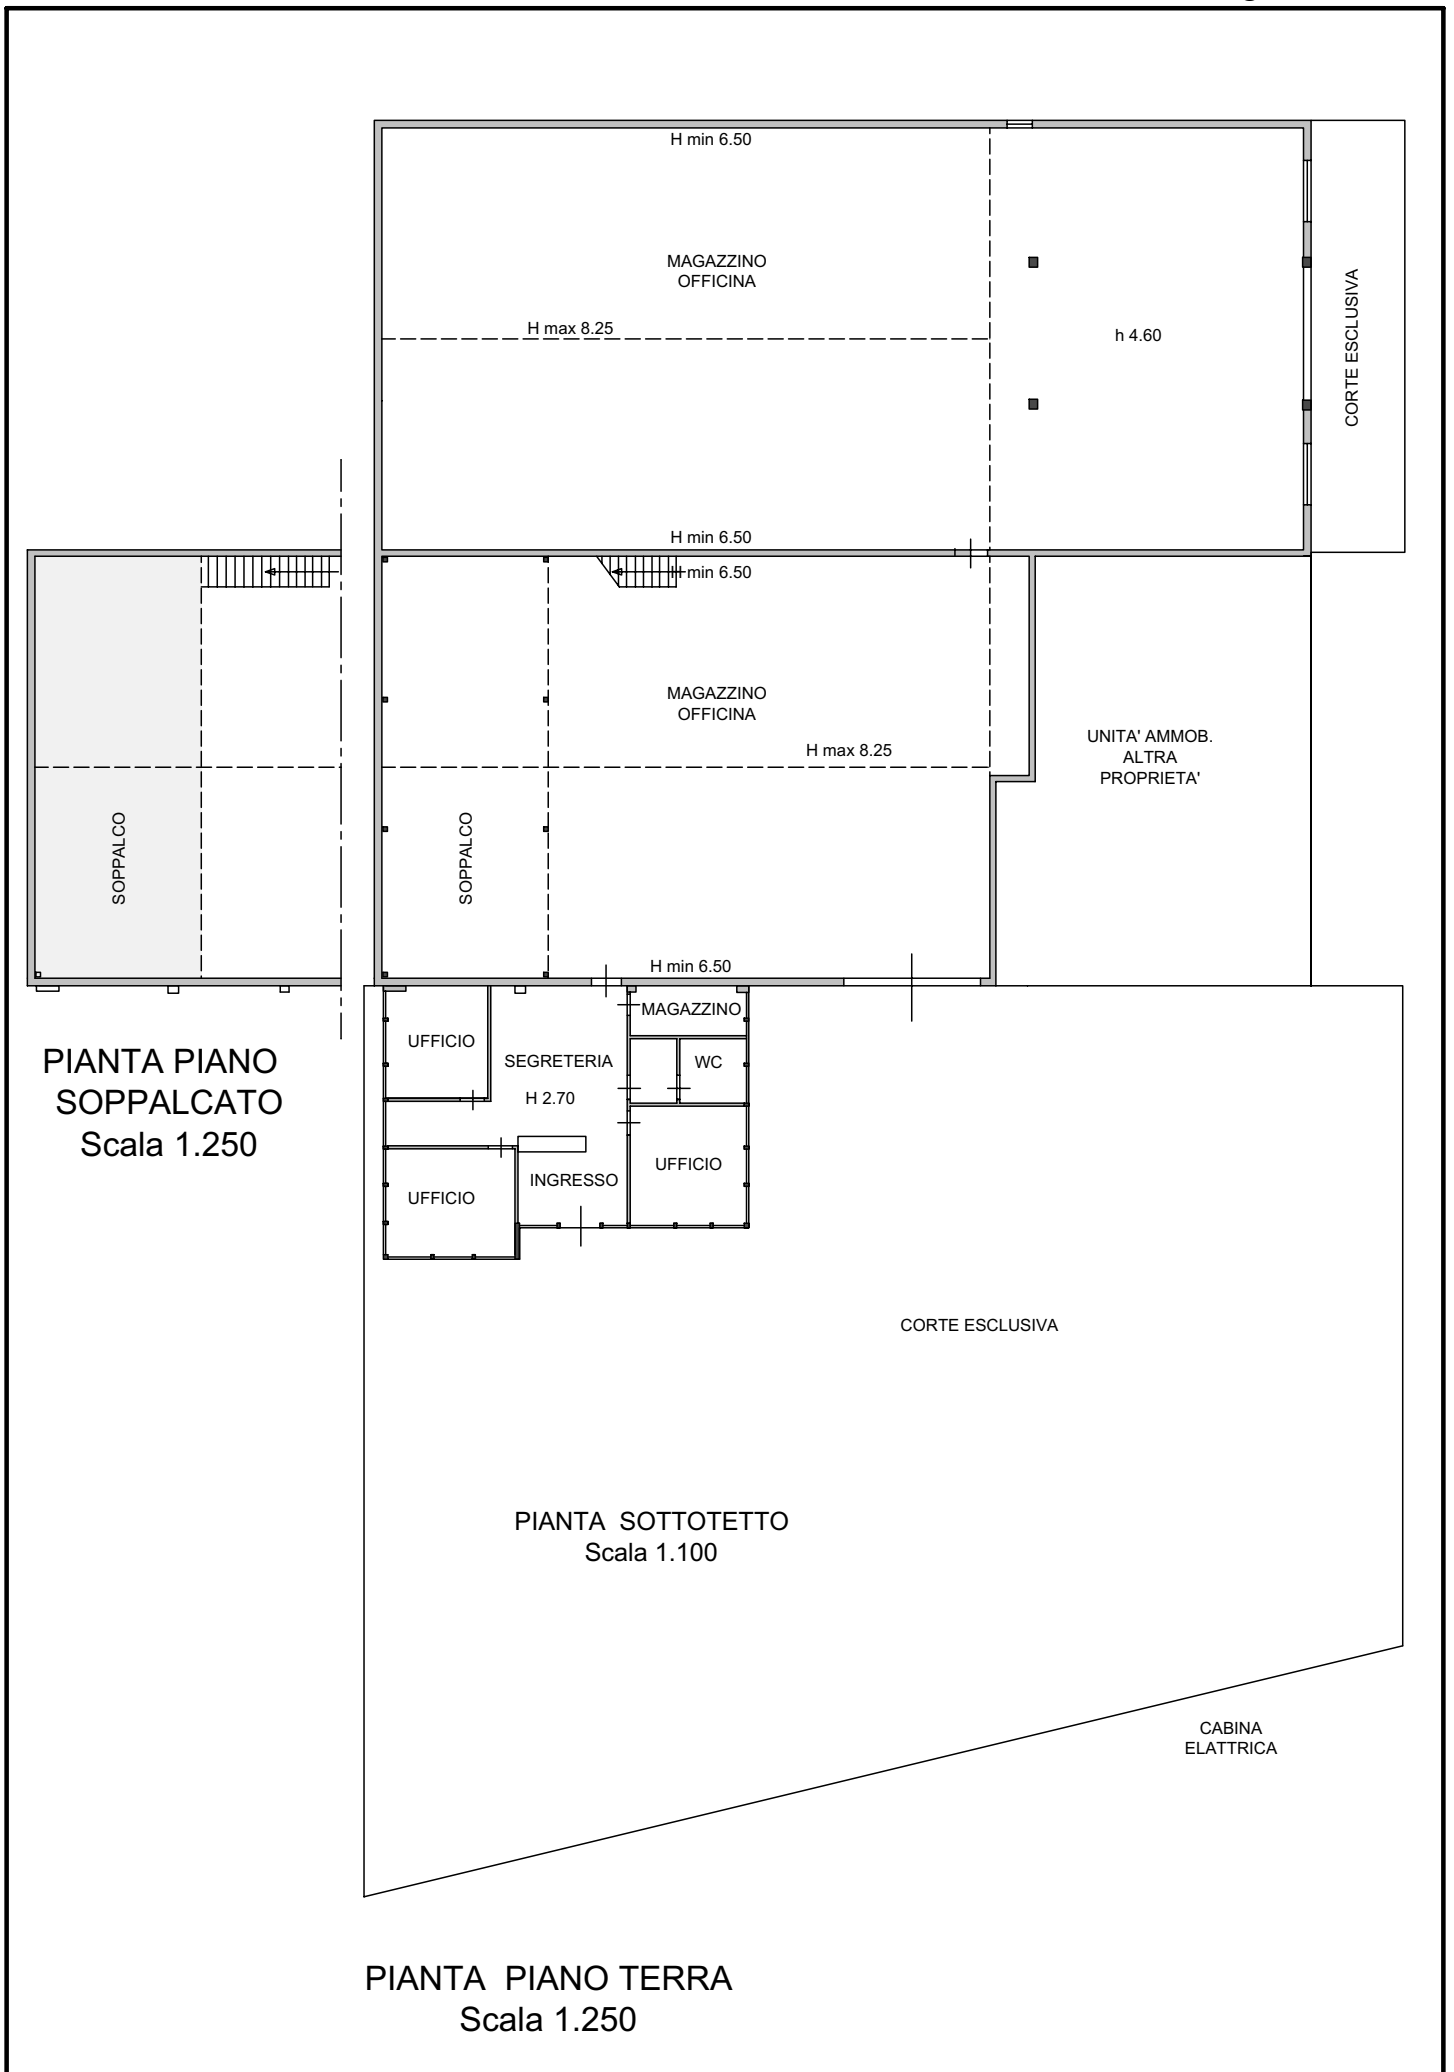 H min 6.50
MAGAZZINO
OFFICINA
H max 8.25
h 4.60
CORTE ESCLUSIVA
H min 6.50
H min 6.50
MAGAZZINO
OFFICINA
H max 8.25
UNITA' AMMOB.
ALTRA
PROPRIETA'
SOPPALCO
SOPPALCO
H min 6.50
MAGAZZINO
UFFICIO
SEGRETERIA
WC
H 2.70
UFFICIO
INGRESSO
UFFICIO
PIANTA PIANO
SOPPALCATO
Scala 1.250
CORTE ESCLUSIVA
PIANTA SOTTOTETTO
Scala 1.100
CABINA
ELATTRICA
PIANTA PIANO TERRA
Scala 1.250